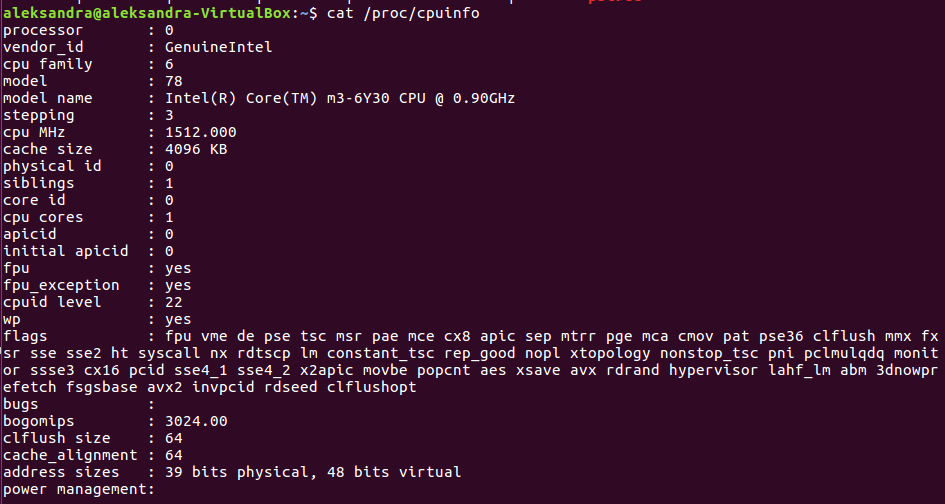 aleksandra@aleksandra-VirtualBox:~$ cat /proc/cpuinfo
processor : 0
vendor_id : GenuineIntel
cpu family : 6
model : 78
model name : Intel(R) Core(TM) m3-6Y30 CPU @ 0.90GHz
stepping : 3
cpu MHz : 1512.000
cache size : 4096 KB
physical id : 0
siblings : 1
core id : 0
cpu cores : 1
apicid : 0
initial apicid : 0
fpu : yes
fpu_exception : yes
cpuid level : 22
wp : yes
flags : fpu vme de pse tsc msr pae mce cx8 apic sep mtrr pge mca cmov pat pse36 clflush mmx fx
sr sse sse2 ht syscall nx rdtscp lm constant_tsc rep_good nopl xtopology nonstop_tsc pni pclmulqdq monit
or ssse3 cx16 pcid sse4_1 sse4_2 x2apic movbe popcnt aes xsave avx rdrand hypervisor lahf_lm abm 3dnowpr
efetch fsgsbase avx2 invpcid rdseed clflushopt
bugs :
bogomips : 3024.00
clflush size : 64
cache_alignment : 64
address sizes : 39 bits physical, 48 bits virtual
power management: